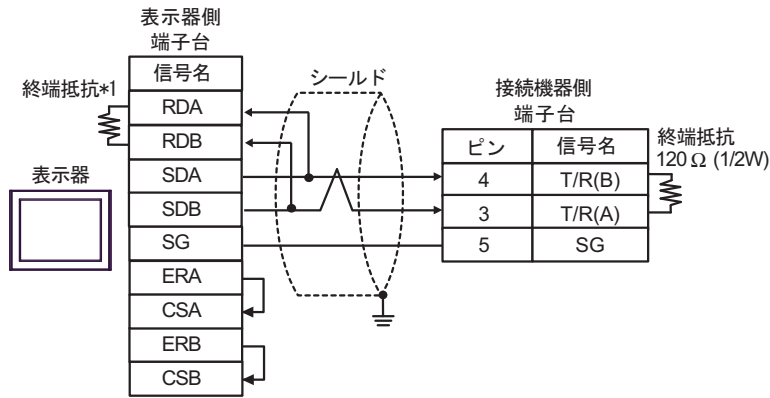 表示器側
端子台
信号名
終端抵抗*1
RDA
RDB
表示器
SDA
SDB
SG
ERA
CSA
ERB
CSB
シールド
接続機器側
端子台
ピン 信号名
4 T/R(B)
3 T/R(A)
5 SG
終端抵抗
120 Ω (1/2W)